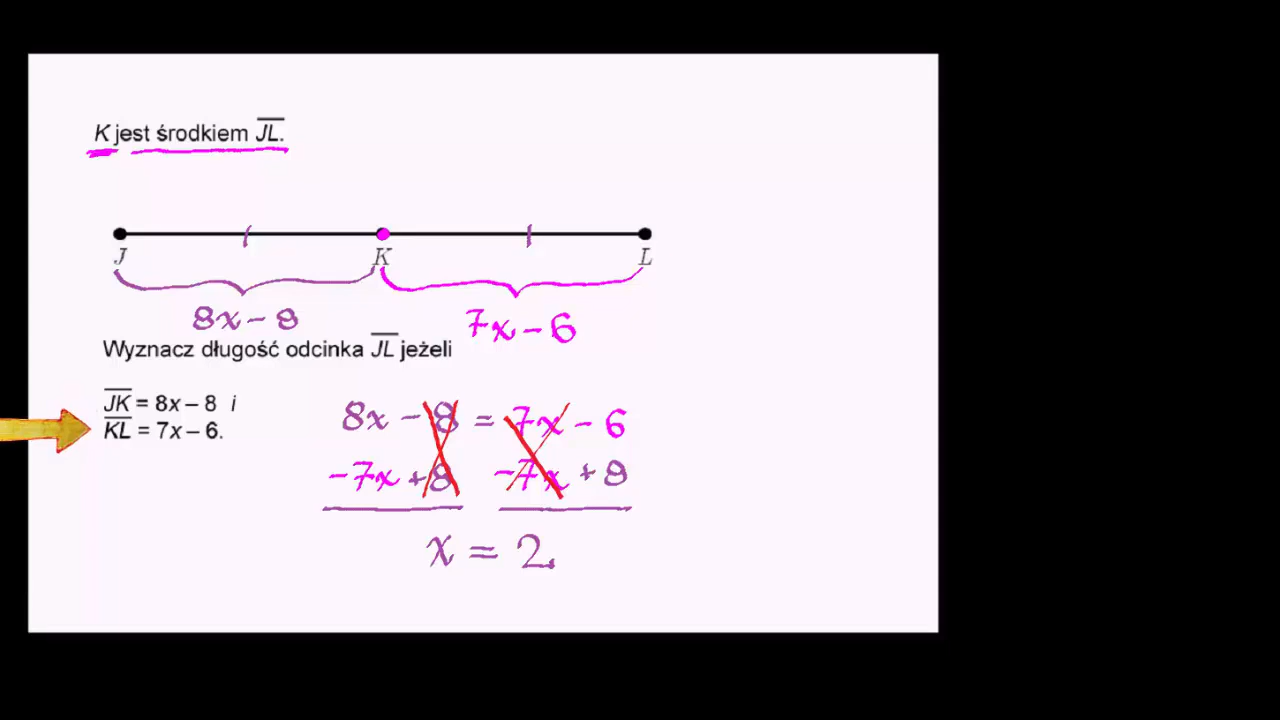 K jest środkiem JL.
J K L
8x - 8 7x - 6
Wyznacz długość odcinka JL jeżeli
JK = 8x – 8 i
KL = 7x – 6.
8x - 8 = 7x - 6
-7x + 8 -7x + 8
x = 2.